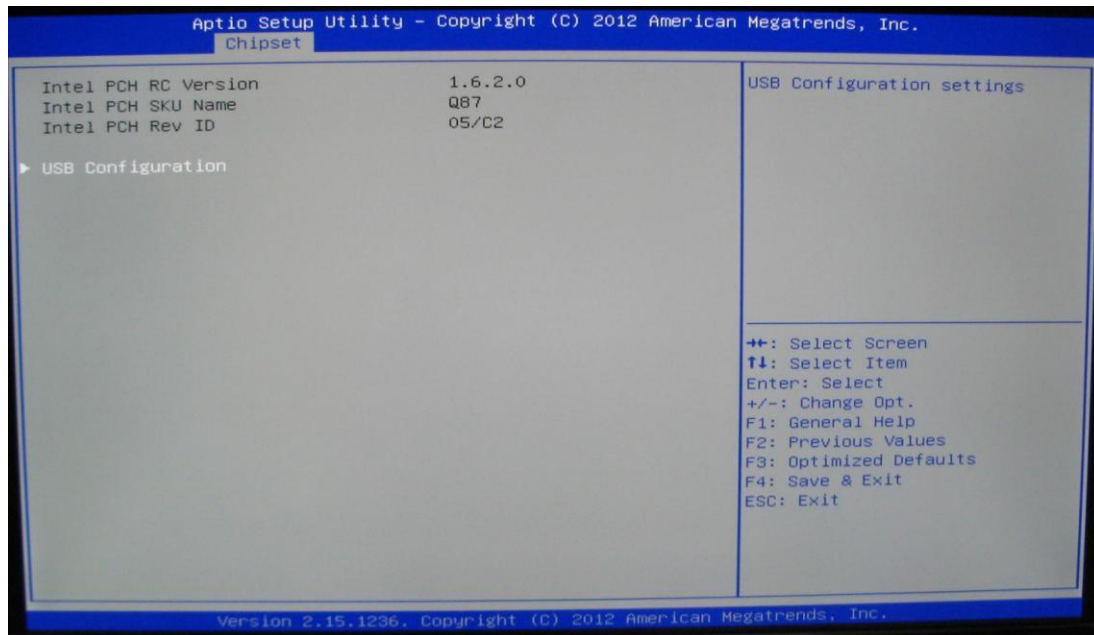 Aptio Setup Utility – Copyright (C) 2012 American Megatrends, Inc.
Chipset
Intel PCH RC Version 1.6.2.0
Intel PCH SKU Name Q87
Intel PCH Rev ID 05/C2
► USB Configuration
USB Configuration settings
→←: Select Screen
↑↓: Select Item
Enter: Select
+/-: Change Opt.
F1: General Help
F2: Previous Values
F3: Optimized Defaults
F4: Save & Exit
ESC: Exit
Version 2.15.1236. Copyright (C) 2012 American Megatrends, Inc.